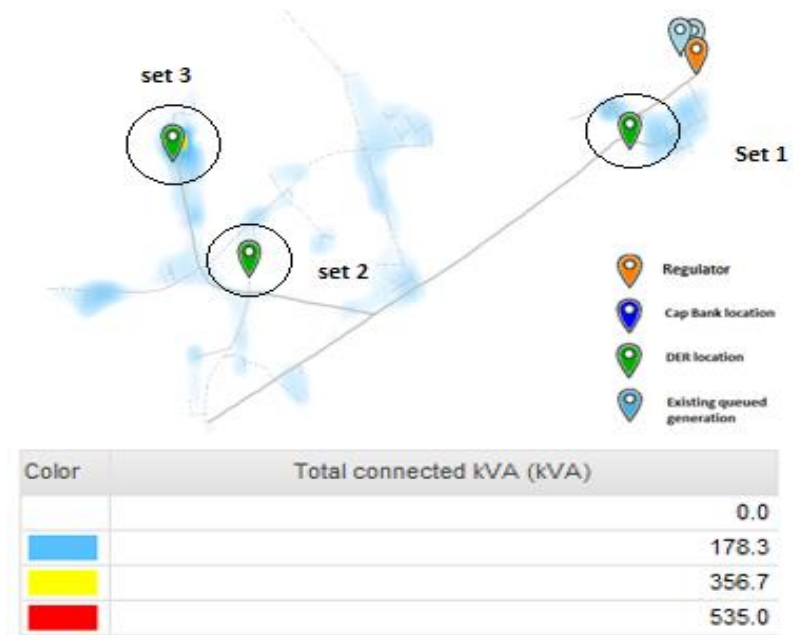 set 3
Set 1
set 2
Regulator
Cap Bank location
DER location
Existing queued
generation
Color Total connected kVA (kVA)
0.0
178.3
356.7
535.0